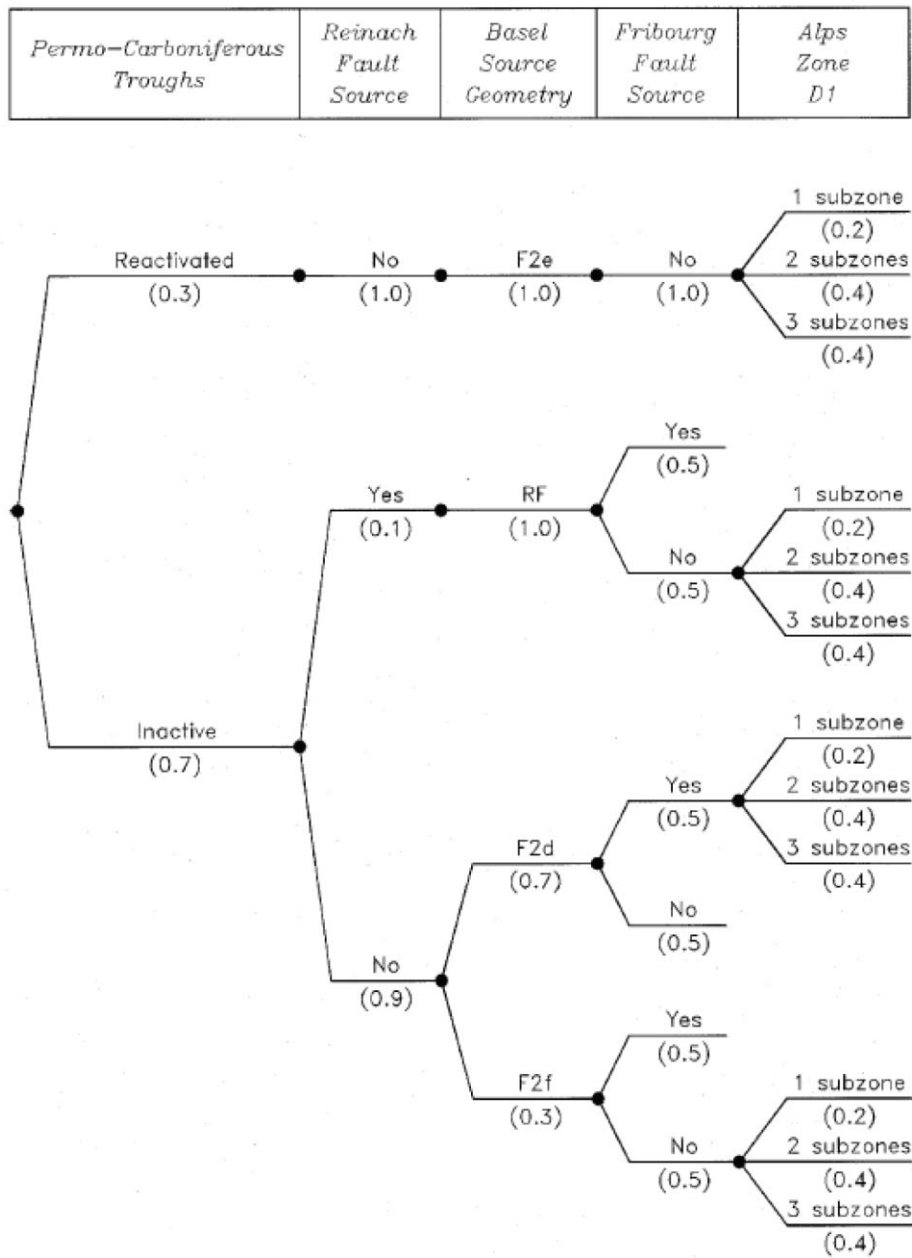 Permo-Carboniferous
Troughs
Reinach
Fault
Source
Basel
Source
Geometry
Fribourg
Fault
Source
Alps
Zone
D1
1 subzone
(0.2)
Reactivated
No
F2e
No
2 subzones
(0.3)
(1.0)
(1.0)
(1.0)
(0.4)
3 subzones
(0.4)
Yes
(0.5)
Yes
RF
1 subzone
(0.1)
(1.0)
(0.2)
No
2 subzones
(0.5)
(0.4)
3 subzones
(0.4)
Inactive
1 subzone
(0.7)
(0.2)
Yes
2 subzones
(0.5)
(0.4)
F2d
3 subzones
(0.7)
(0.4)
No
(0.5)
No
(0.9)
Yes
(0.5)
F2f
1 subzone
(0.3)
(0.2)
No
2 subzones
(0.5)
(0.4)
3 subzones
(0.4)